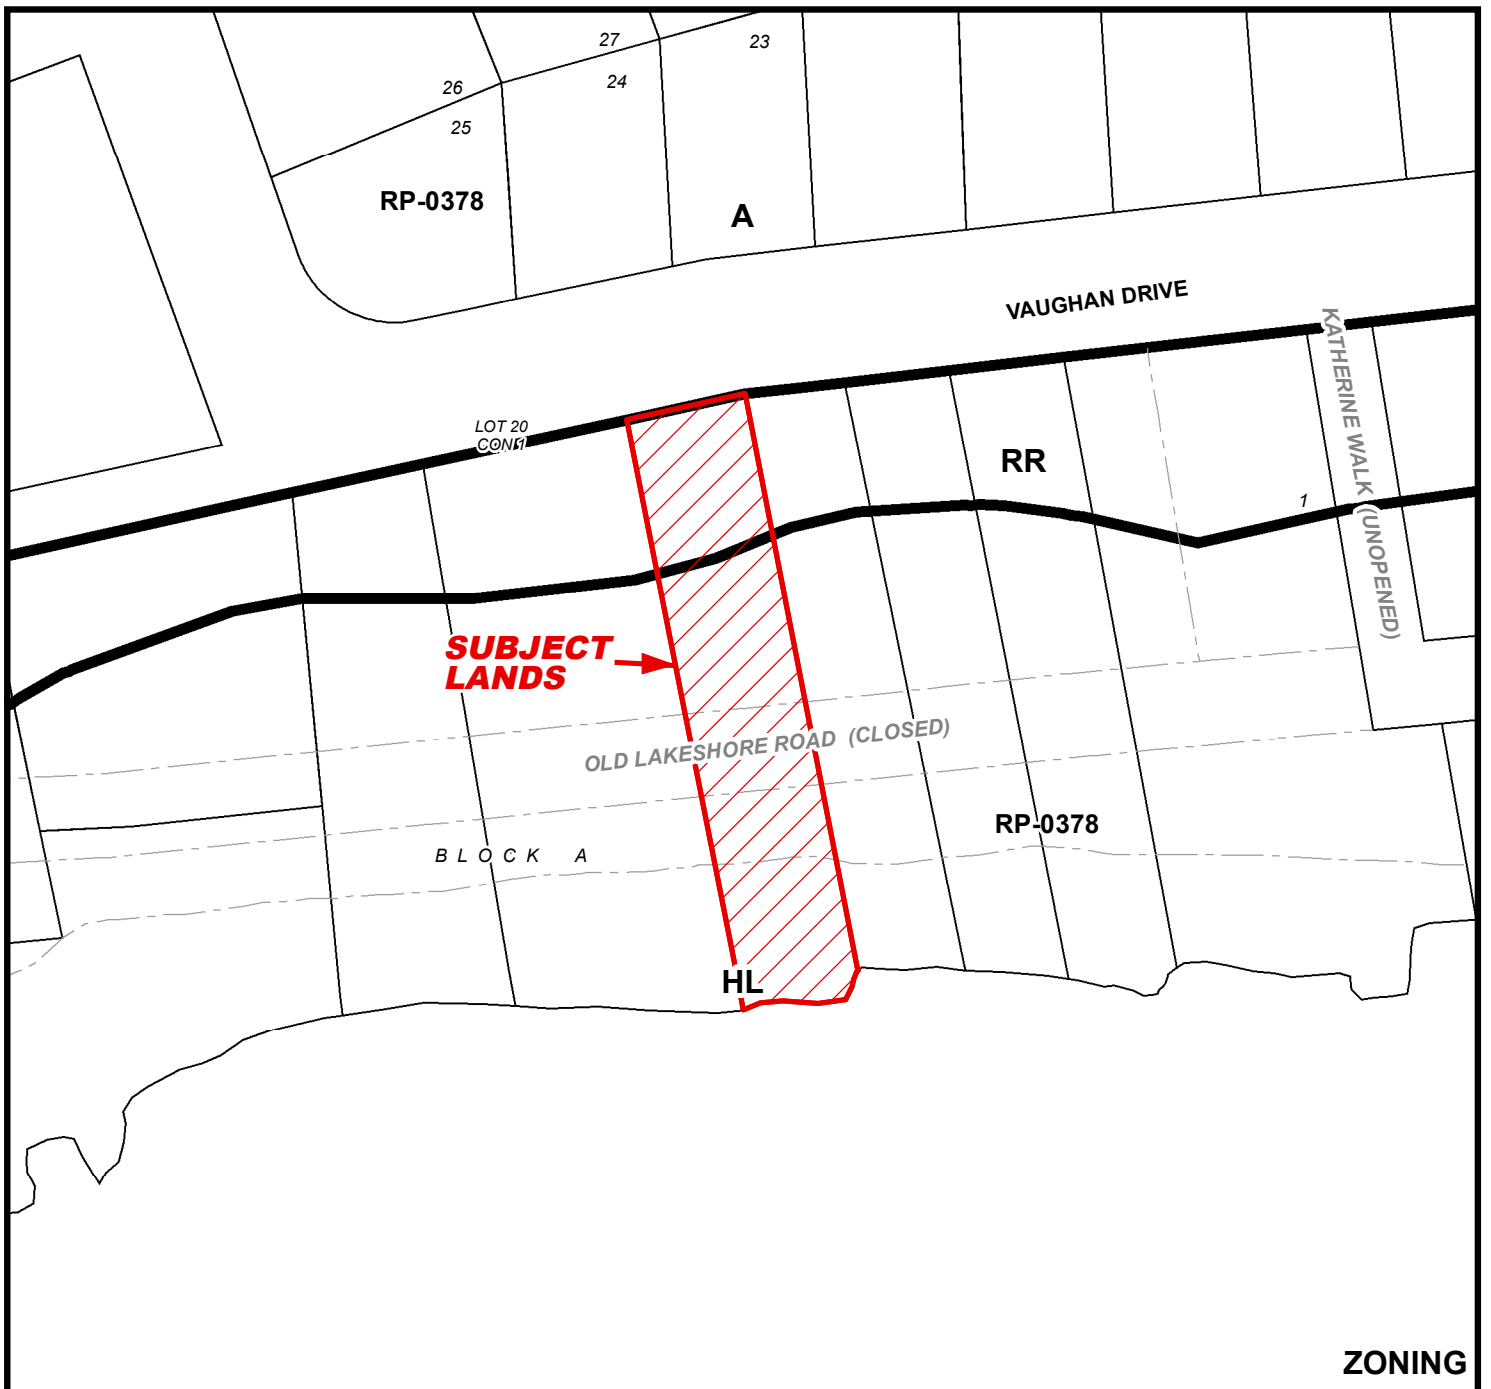 27
23
24
26
25
RP-0378
A
VAUGHAN DRIVE
KATHERINE WALK (UNOPENED)
LOT 20
CON 1
RR
1
SUBJECT
LANDS
OLD LAKESHORE ROAD (CLOSED)
RP-0378
BLOCK A
HL
ZONING